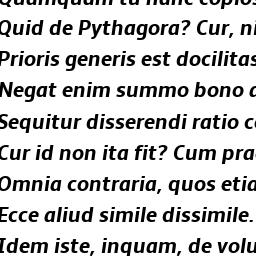 Quamquam tu hanc copios
Quid de Pythagora? Cur, ni
Prioris generis est docilitas
Negat enim summo bono a
Sequitur disserendi ratio c
Cur id non ita fit? Cum pra
Omnia contraria, quos etia
Ecce aliud simile dissimile.
Idem iste, inquam, de volu